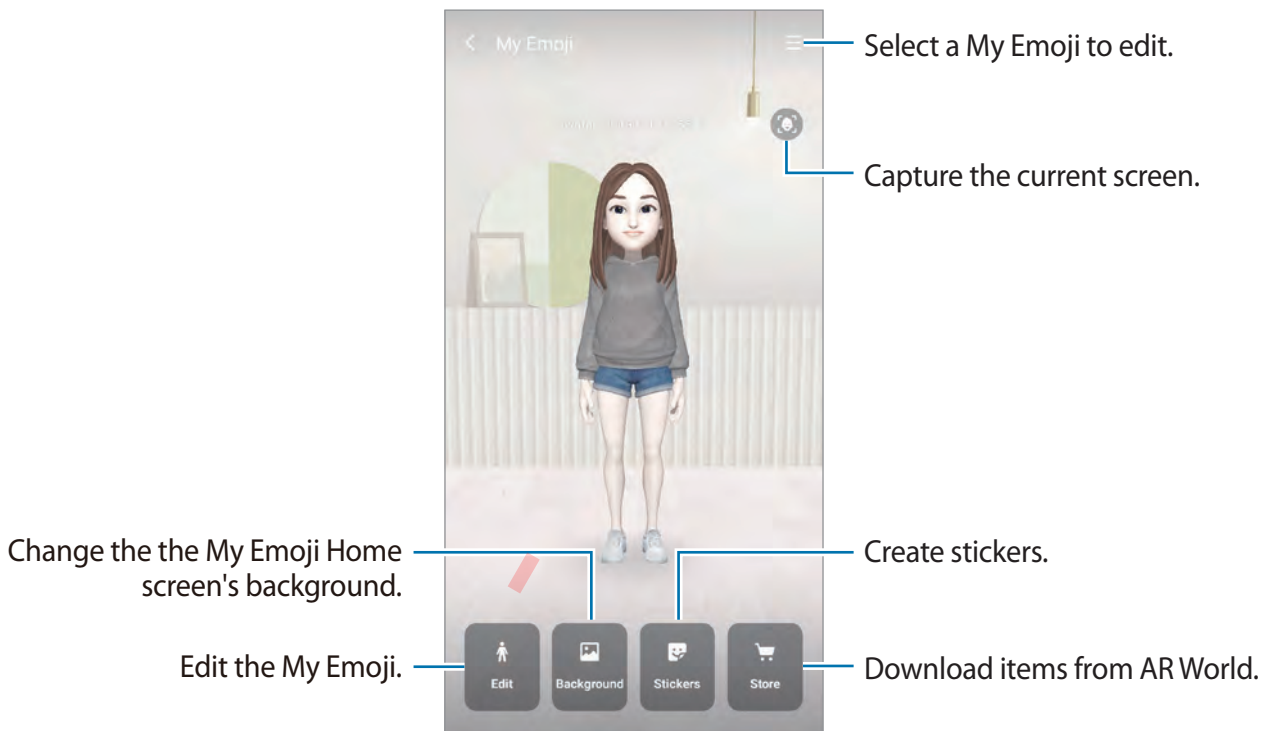 My Emoji
Select a My Emoji to edit.
Capture the current screen.
Change the the My Emoji Home
screen's background.
Create stickers.
Edit the My Emoji.
Download items from AR World.
Edit
Background
Stickers
Store